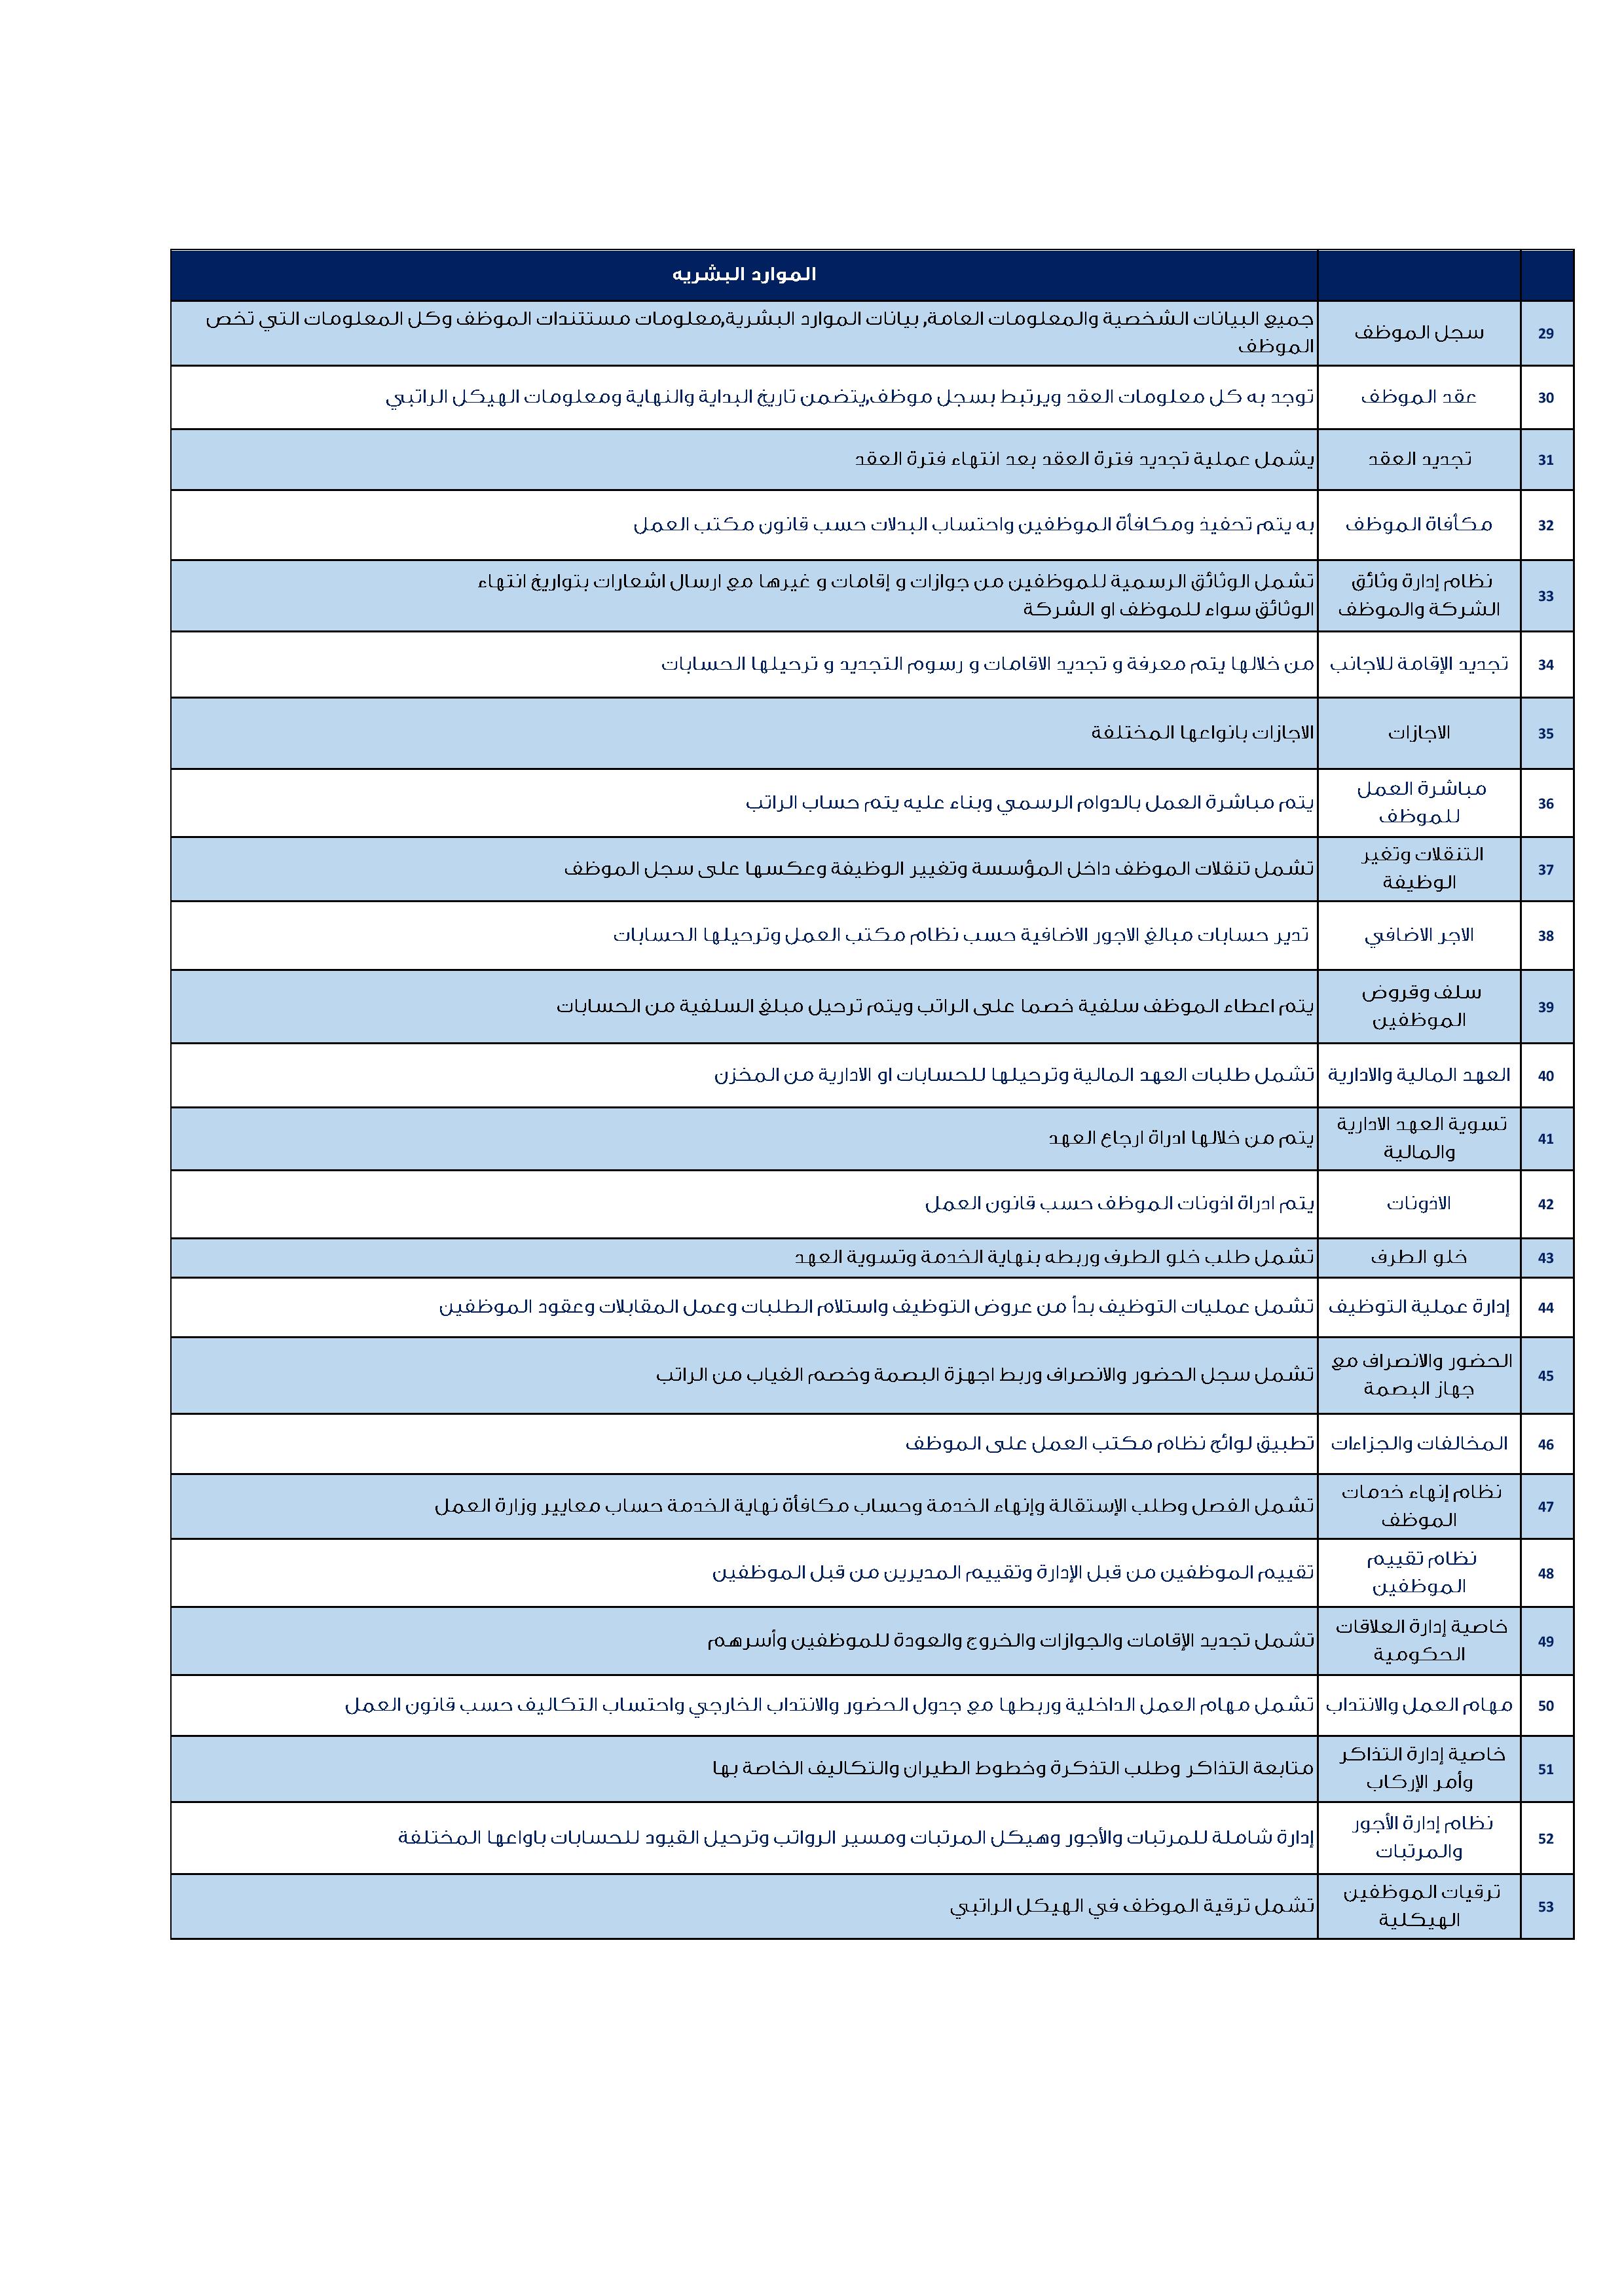 الموارد البشريه
29 سجل الموظف جميع البيانات الشخصية والمعلومات العامة, بيانات الموارد البشرية,معلومات مستتندات الموظف وكل المعلومات التي تخص
الموظف
30 عقد الموظف توجد به كل معلومات العقد ويرتبط بسجل موظف,يتضمن تاريخ البداية والنهاية ومعلومات الهيكل الراتبي
31 تجديد العقد يشمل عملية تجديد فترة العقد بعد انتهاء فترة العقد
32 مكأفاة الموظف به يتم تحفيذ ومكافأة الموظفين واحتساب البدلات حسب قانون مكتب العمل
33 نظام إدارة وثائق
الشركة والموظف
تشمل الوثائق الرسمية للموظفين من جوازات و إقامات و غيرها مع ارسال اشعارات بتواريخ انتهاء
الوثائق سواء للموظف او الشركة
34 تجديد الإقامة للاجانب من خلالها يتم معرفة و تجديد الاقامات و رسوم التجديد و ترحيلها الحسابات
35 الاجازات الاجازات بانواعها المختلفة
36 مباشرة العمل
للموظف
يتم مباشرة العمل بالدوام الرسمي وبناء عليه يتم حساب الراتب
37 التنقلات وتغير
الوظيفة
تشمل تنقلات الموظف داخل المؤسسة وتغيير الوظيفة وعكسها على سجل الموظف
38 الاجر الاضافي تدير حسابات مبالغ الاجور الاضافية حسب نظام مكتب العمل وترحيلها الحسابات
39 سلف وقروض
الموظفين
يتم اعطاء الموظف سلفية خصما على الراتب ويتم ترحيل مبلغ السلفية من الحسابات
40 العهد المالية والادارية تشمل طلبات العهد المالية وترحيلها للحسابات او الادارية من المخزن
41 تسوية العهد الادارية
والمالية
يتم من خلالها ادراة ارجاع العهد
42 الاذونات يتم ادراة اذونات الموظف حسب قانون العمل
43 خلو الطرف تشمل طلب خلو الطرف وربطه بنهاية الخدمة وتسوية العهد
44 إدارة عملية التوظيف تشمل عمليات التوظيف بدأ من عروض التوظيف واستلام الطلبات وعمل المقابلات وعقود الموظفين
45 الحضور والانصراف مع
جهاز البصمة
تشمل سجل الحضور والانصراف وربط اجهزة البصمة وخصم الغياب من الراتب
46 المخالفات والجزاءات تطبيق لوائح نظام مكتب العمل على الموظف
47 نظام إنهاء خدمات
الموظف
تشمل الفصل وطلب الإستقالة وإنهاء الخدمة وحساب مكافأة نهاية الخدمة حساب معايير وزارة العمل
48 نظام تقييم
الموظفين
تقييم الموظفين من قبل الإدارة وتقييم المديرين من قبل الموظفين
49 خاصية إدارة العلاقات
الحكومية
تشمل تجديد الإقامات والجوازات والخروج والعودة للموظفين وأسرهم
50 مهام العمل والانتداب تشمل مهام العمل الداخلية وربطها مع جدول الحضور والانتداب الخارجي واحتساب التكاليف حسب قانون العمل
51 خاصية إدارة التذاكر
وأمر الإركاب
متابعة التذاكر وطلب التذكرة وخطوط الطيران والتكاليف الخاصة بها
52 نظام إدارة الأجور
والمرتبات
إدارة شاملة للمرتبات والأجور وهيكل المرتبات ومسير الرواتب وترحيل القيود للحسابات باواعها المختلفة
53 ترقيات الموظفين
الهيكلية
تشمل ترقية الموظف في الهيكل الراتبي